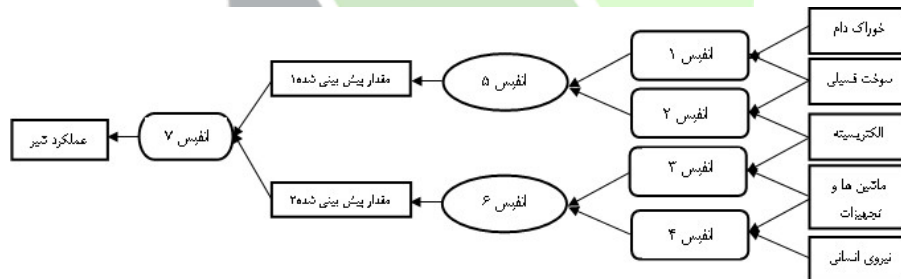 خوراک دام
سوخت فسیلی
الکتریسیته
ماشین ها و
تجهیزات
نیروی انسانی
انفیس ۱
انفیس ۲
انفیس ۳
انفیس ۴
انفیس ۵
انفیس ۶
مقدار پیش بینی شده۱
مقدار پیش بینی شده۲
انفیس ۷
عملکرد شیر